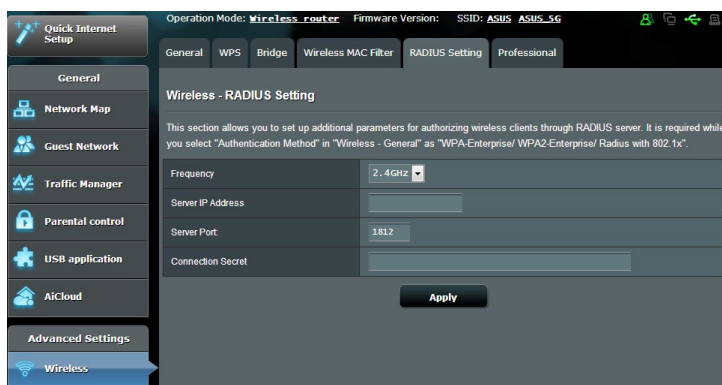 Quick Internet Setup
Operation Mode: Wireless router Firmware Version: SSID: ASUS ASUS_5G
General WPS Bridge Wireless MAC Filter RADIUS Setting Professional
General
Network Map
Guest Network
Traffic Manager
Parental control
USB application
AiCloud
Advanced Settings
Wireless
Wireless - RADIUS Setting
This section allows you to set up additional parameters for authorizing wireless clients through RADIUS server. It is required while
you select "Authentication Method" in "Wireless - General" as "WPA-Enterprise/ WPA2-Enterprise/ Radius with 802.1x".
Frequency 2.4GHz
Server IP Address
Server Port: 1812
Connection Secret
Apply